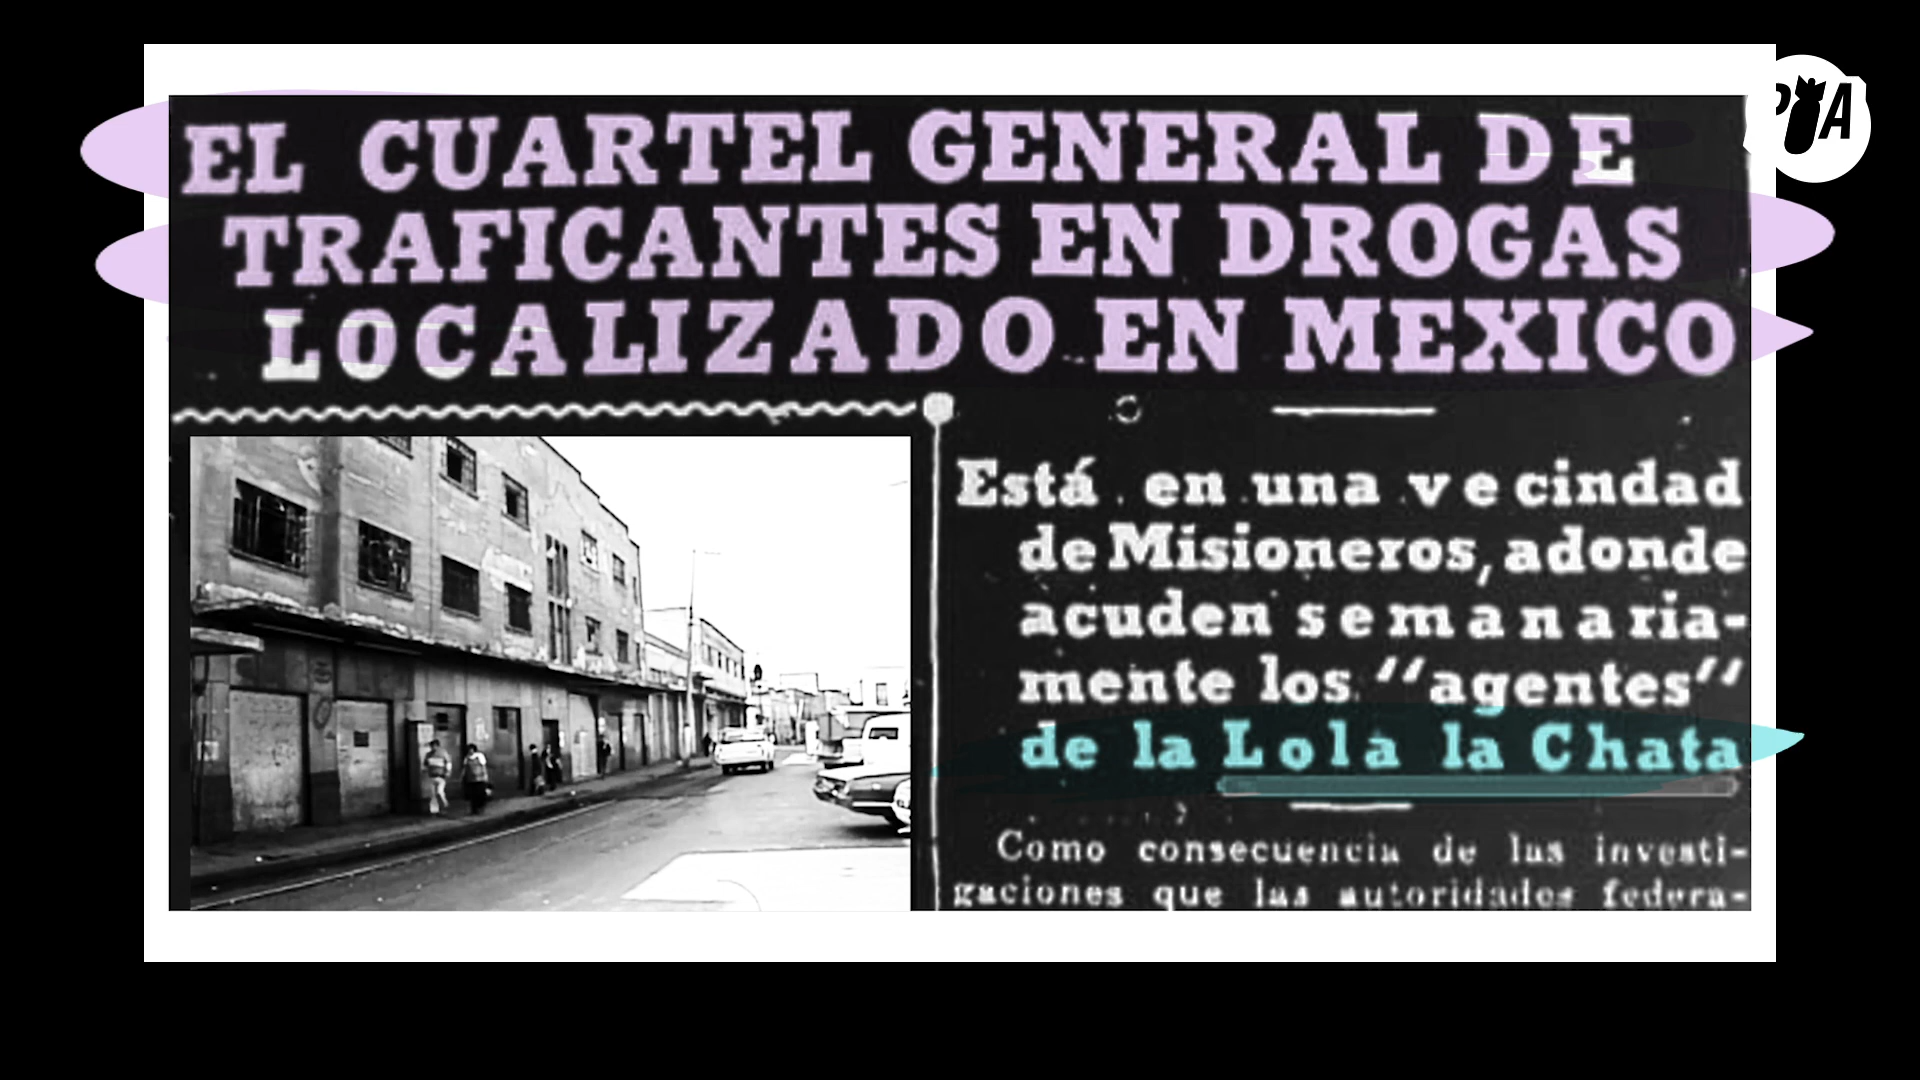 EL CUARTEL GENERAL DE
TRAFICANTES EN DROGAS
LOCALIZADO EN MEXICO
Está en una vecindad
de Misioneros, adonde
acuden semanaria-
mente los "agentes"
de la Lola la Chata
Como consecuencia de las investi-
gaciones que las autoridades federa-